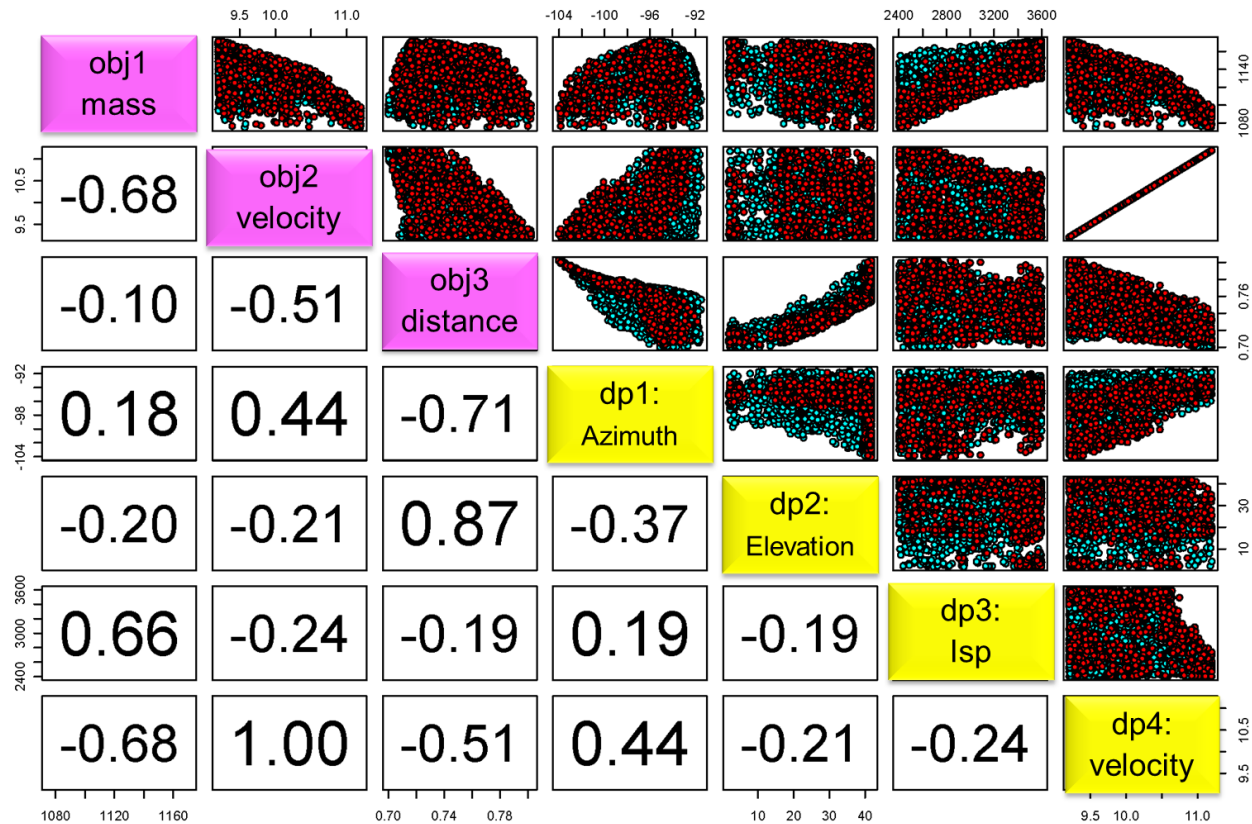 9.5 10.0 11.0
-104 -100 -96 -92
2400 2800 3200 3600
obj1
mass
1080 1140
-0.68
obj2
velocity
9.5 10.5
-0.10
-0.51
obj3
distance
0.70 0.76
-104 -98 -92
0.18
0.44
-0.71
dp1:
Azimuth
-0.20
-0.21
0.87
-0.37
dp2:
Elevation
10 30
2400 3000 3600
0.66
-0.24
-0.19
0.19
-0.19
dp3:
Isp
-0.68
1.00
-0.51
0.44
-0.21
-0.24
dp4:
velocity
9.5 10.5
1080 1120 1160
0.70 0.74 0.78
10 20 30 40
9.5 10.0 11.0